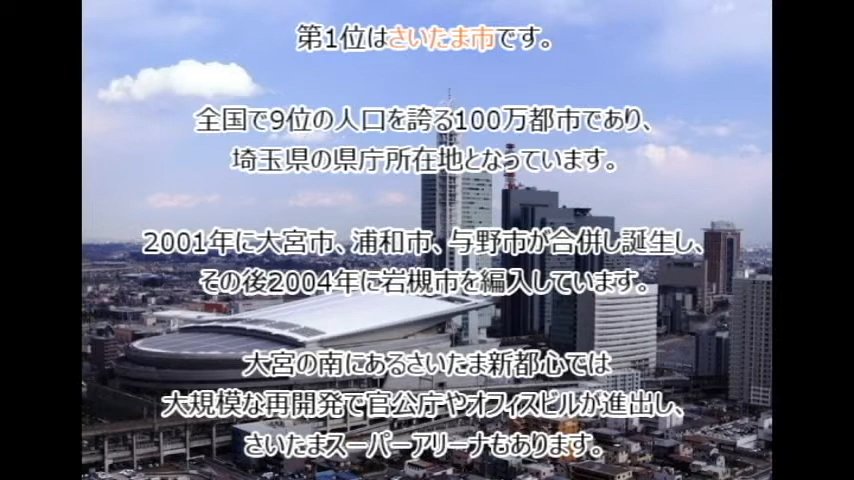 第1位はさいたま市です。
全国で9位の人口を誇る100万都市であり、
埼玉県の県庁所在地となっています。
2001年に大宮市、浦和市、与野市が合併し誕生し、
その後2004年に岩槻市を編入しています。
大宮の南にあるさいたま新都心では
大規模な再開発で官公庁やオフィスビルが進出し、
さいたまスーパーアリーナもあります。